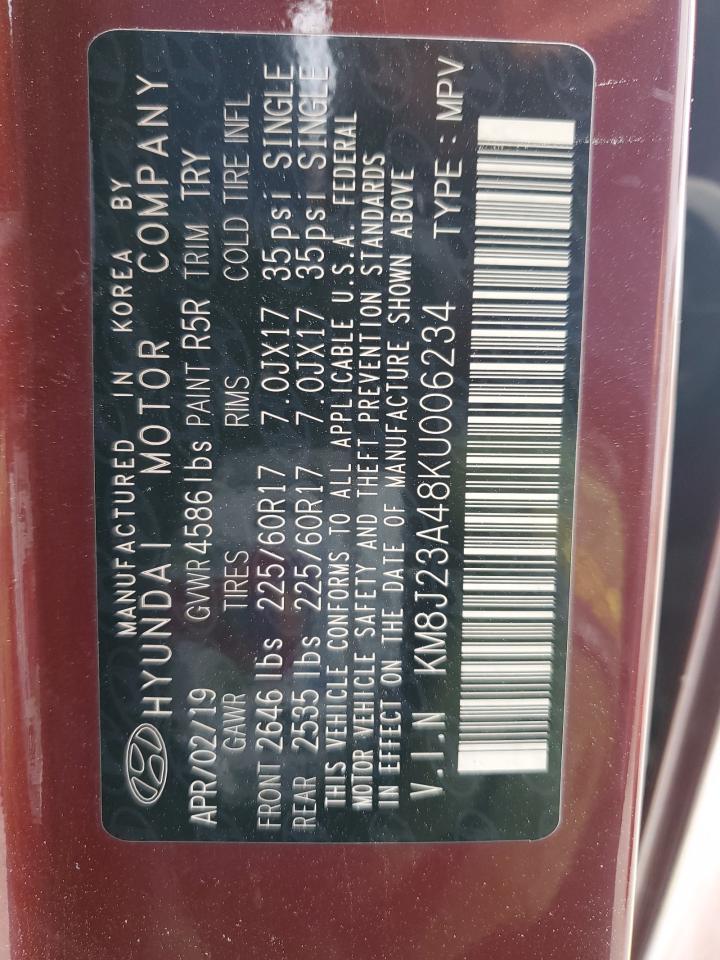 MANUFACTURED IN KOREA BY
HYUNDAI MOTOR COMPANY
APR/02/19 GVWR 4586 lbs PAINT R5R TRIM TRY
GAWR TIRES RIMS COLD TIRE INFL
FRONT 2646 lbs 225/60R17 7.0JX17 35psi SINGLE
REAR 2535 lbs 225/60R17 7.0JX17 35psi SINGLE
THIS VEHICLE CONFORMS TO ALL APPLICABLE U.S.A. FEDERAL
MOTOR VEHICLE SAFETY AND THEFT PREVENTION STANDARDS
IN EFFECT ON THE DATE OF MANUFACTURE SHOWN ABOVE
V.I.N KM8J23A48KU006234 TYPE : MPV